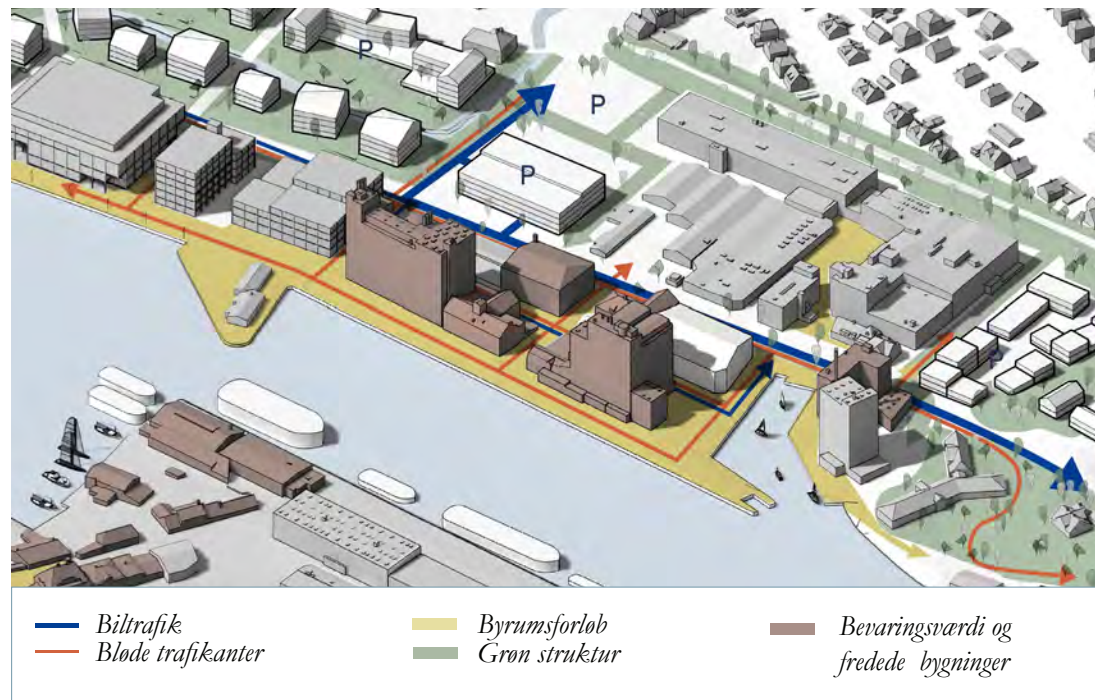 P
P
P
P
Biltrafik
Bløde trafikanter
Byrumsforløb
Grøn struktur
Bevaringsværdi og
fredede bygninger